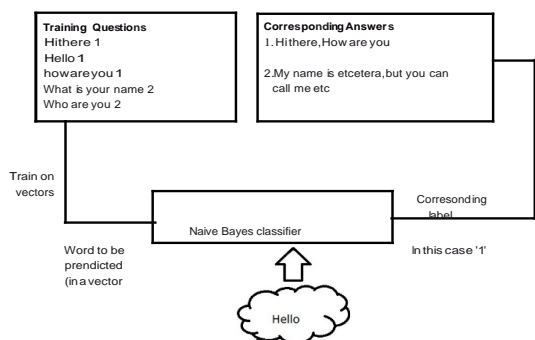 Training Questions
Hithere 1
Hello 1
howareyou 1
What is your name 2
Who are you 2
Corresponding Answers
1. Hithere,How are you
2.My name is etcetera,but you can
call me etc
Train on
vectors
Corresonding
label
Naive Bayes classifier
Word to be
prendicted
(in a vector
In this case '1'
Hello